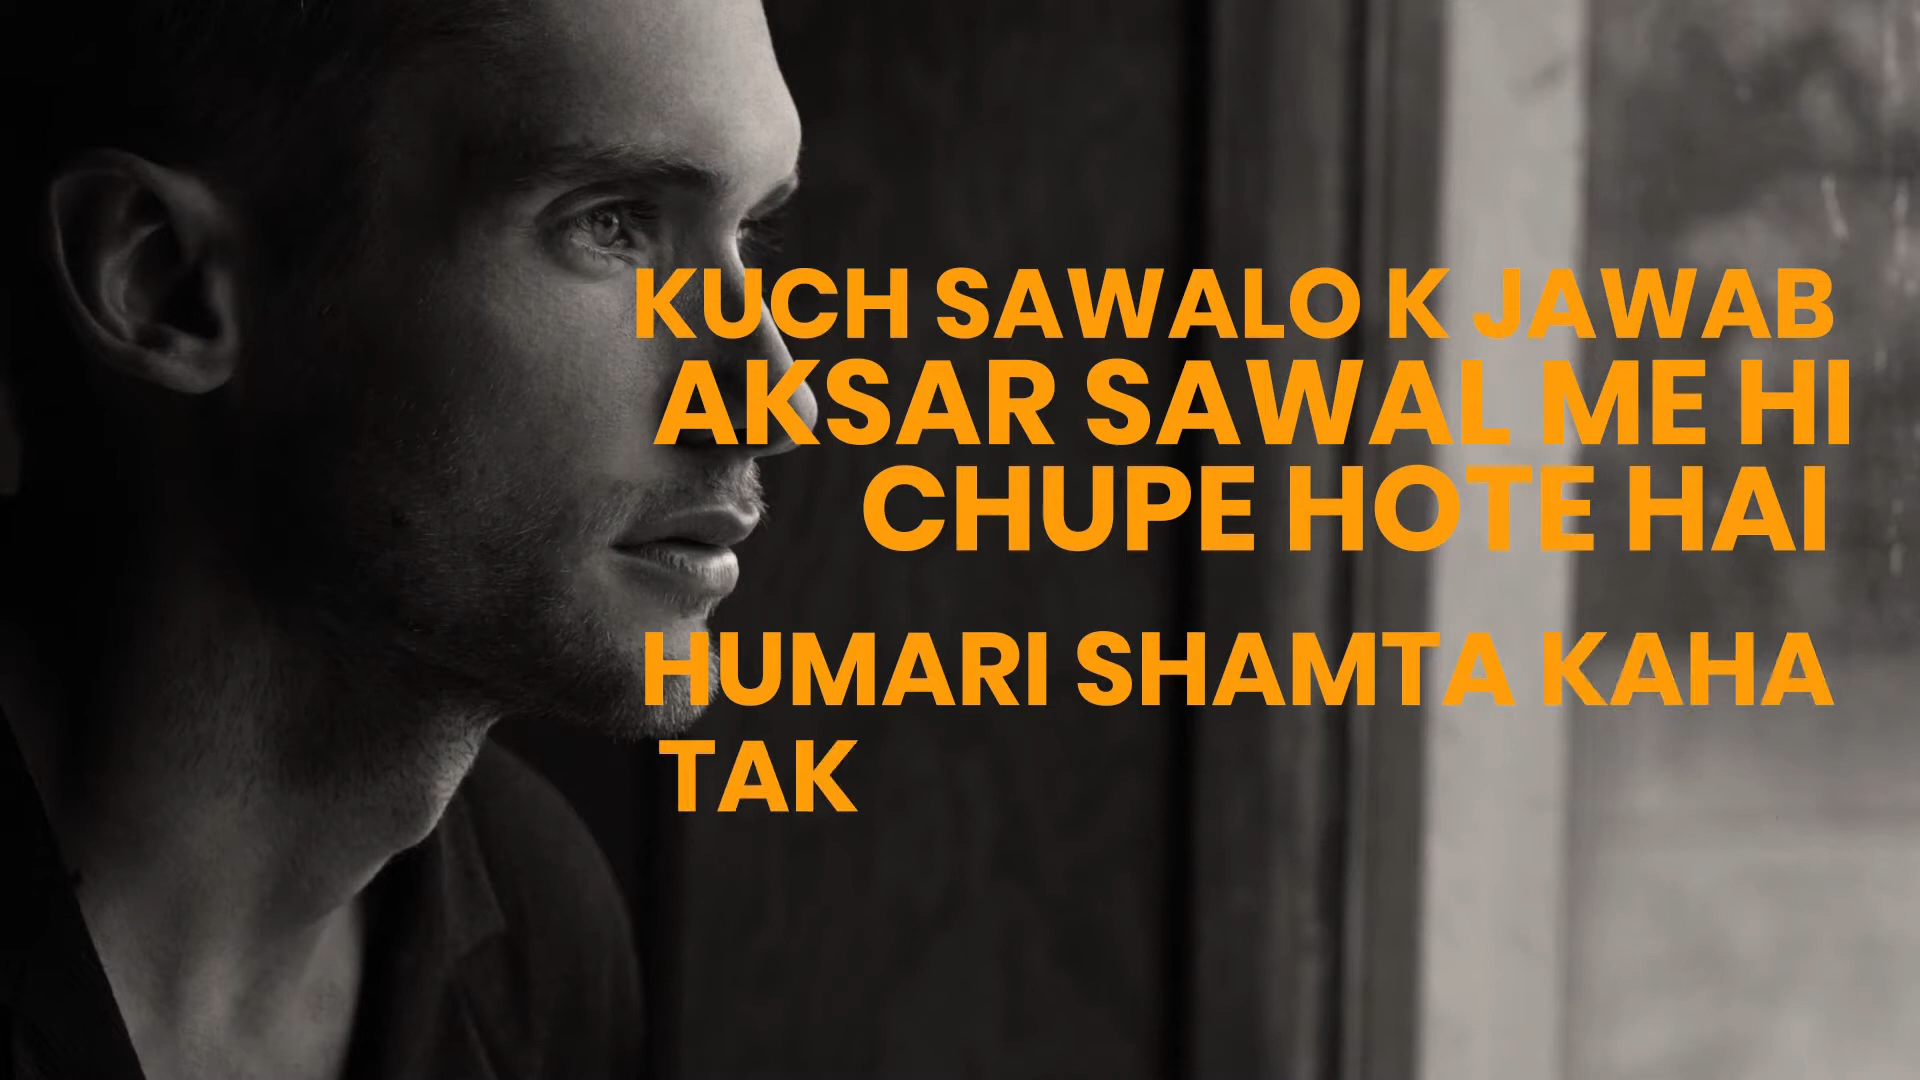 KUCH SAWALO K JAWAB
AKSAR SAWAL ME HI
CHUPE HOTE HAI
HUMARI SHAMTA KAHA
TAK